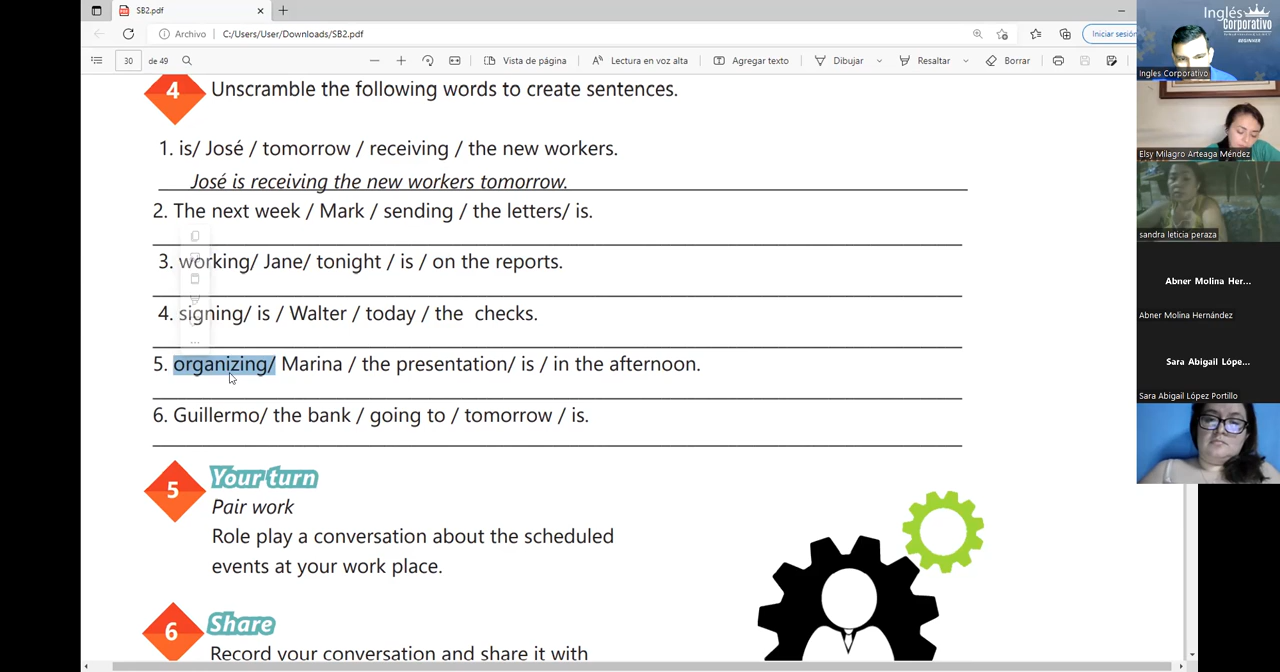 SB2.pdf
Archivo
C:/Users/User/Downloads/SB2.pdf
Iniciar sesión
30
de 49
Vista de página
Lectura en voz alta
Agregar texto
Dibujar
Resaltar
Borrar
4
Unscramble the following words to create sentences.
1. is/ José / tomorrow / receiving / the new workers.
José is receiving the new workers tomorrow.
2. The next week / Mark / sending / the letters/ is.
3. working/ Jane/ tonight / is / on the reports.
4. signing/ is / Walter / today / the checks.
5. organizing/ Marina / the presentation/ is / in the afternoon.
6. Guillermo/ the bank / going to / tomorrow / is.
5
Your turn
Pair work
Role play a conversation about the scheduled
events at your work place.
6
Share
Record your conversation and share it with
Inglés
Corporativo
BEGINNER
Ingles Corporativo
Elsy Milagro Arteaga Méndez
sandra leticia peraza
Abner Molina Her...
Abner Molina Hernández
Sara Abigail Lópe...
Sara Abigail López Portillo